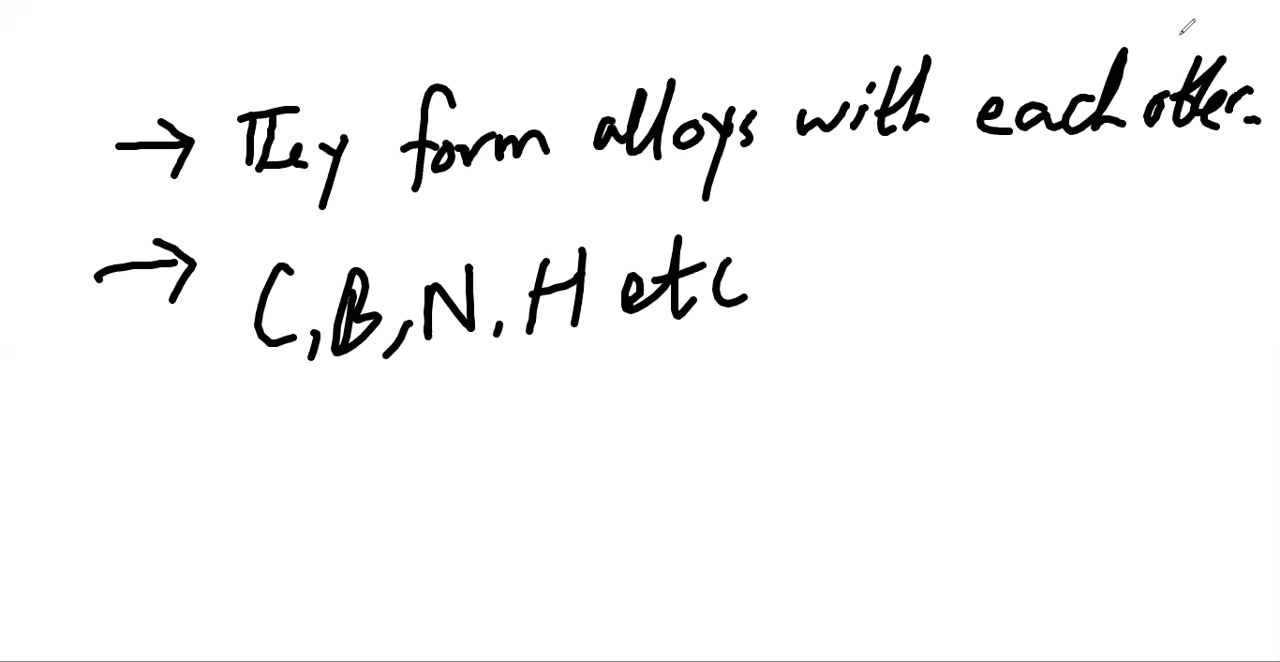 → They form alloys with each other.
→ C, B, N, H etc